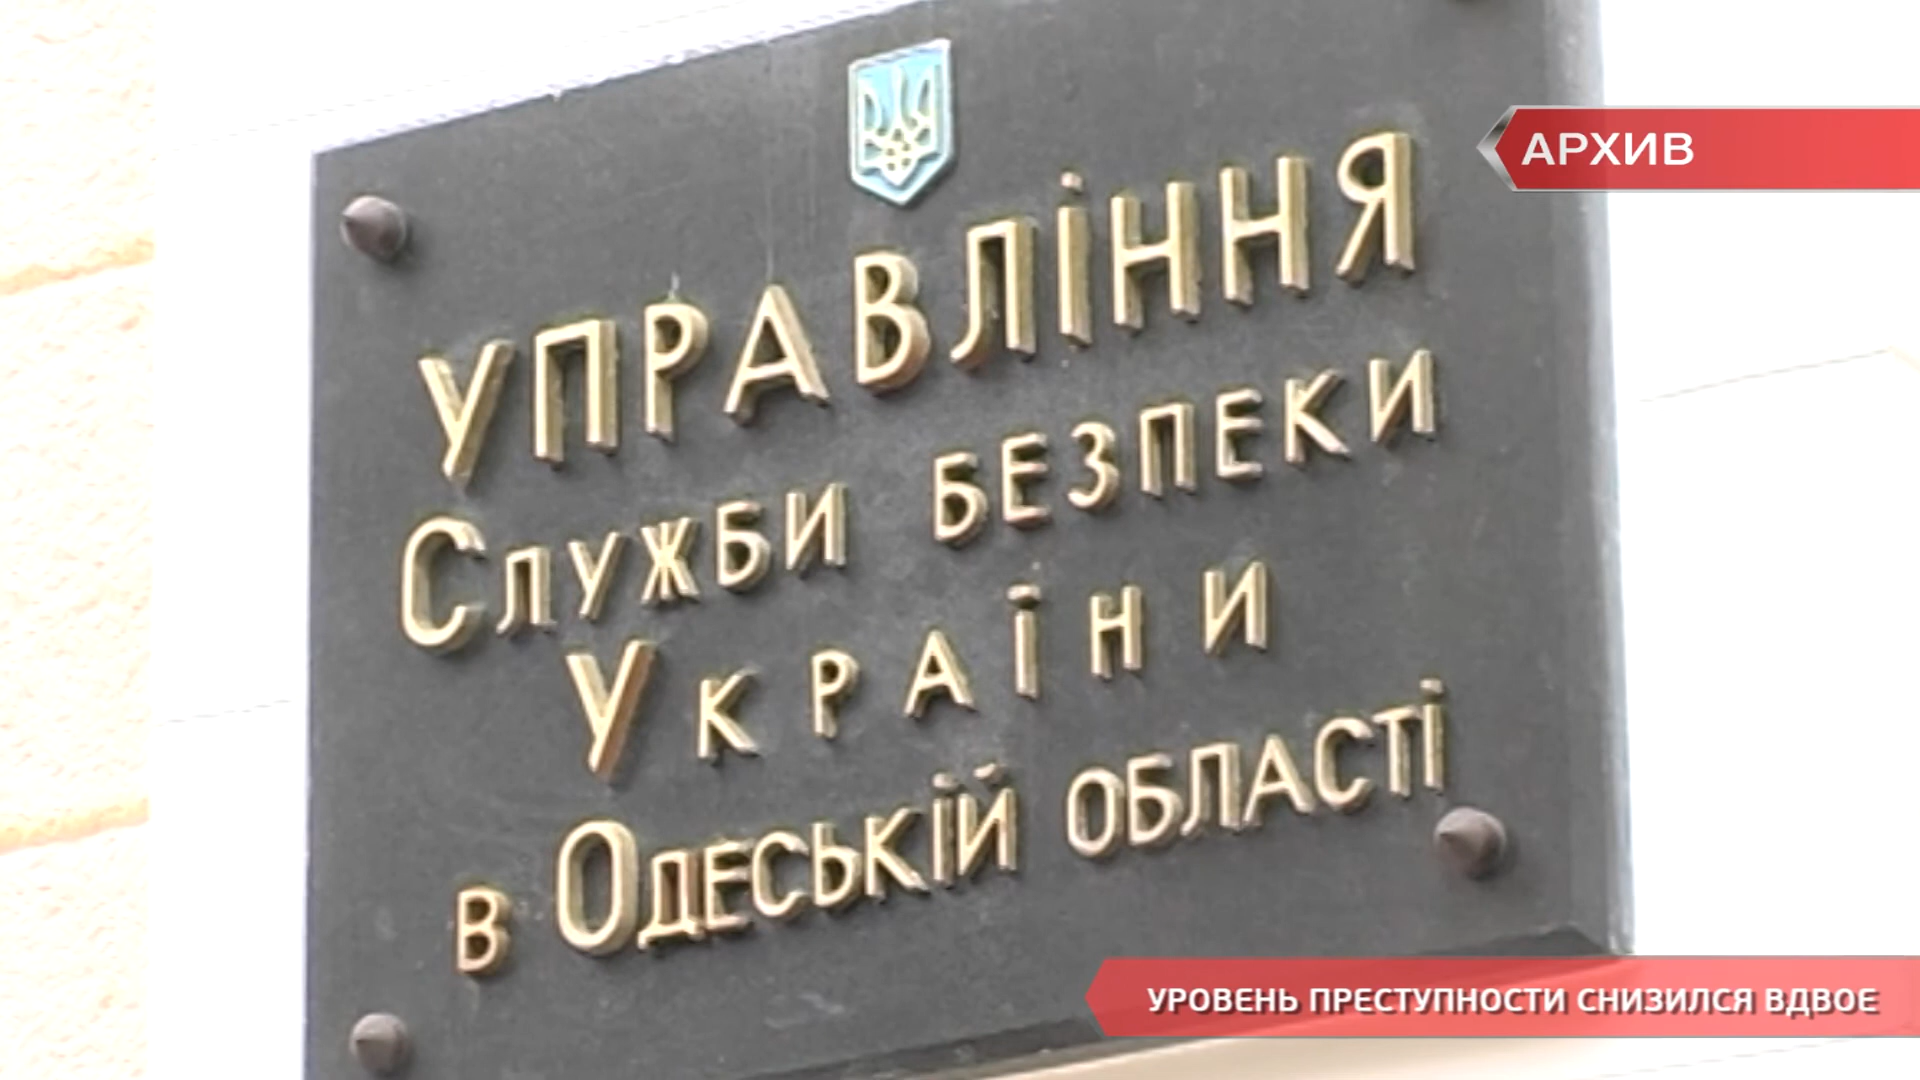 АРХИВ
УПРАВЛІННЯ
СЛУЖБИ БЕЗПЕКИ
УКРАЇНИ
В ОДЕСЬКІЙ ОБЛАСТІ
УРОВЕНЬ ПРЕСТУПНОСТИ СНИЗИЛСЯ ВДВОЕ